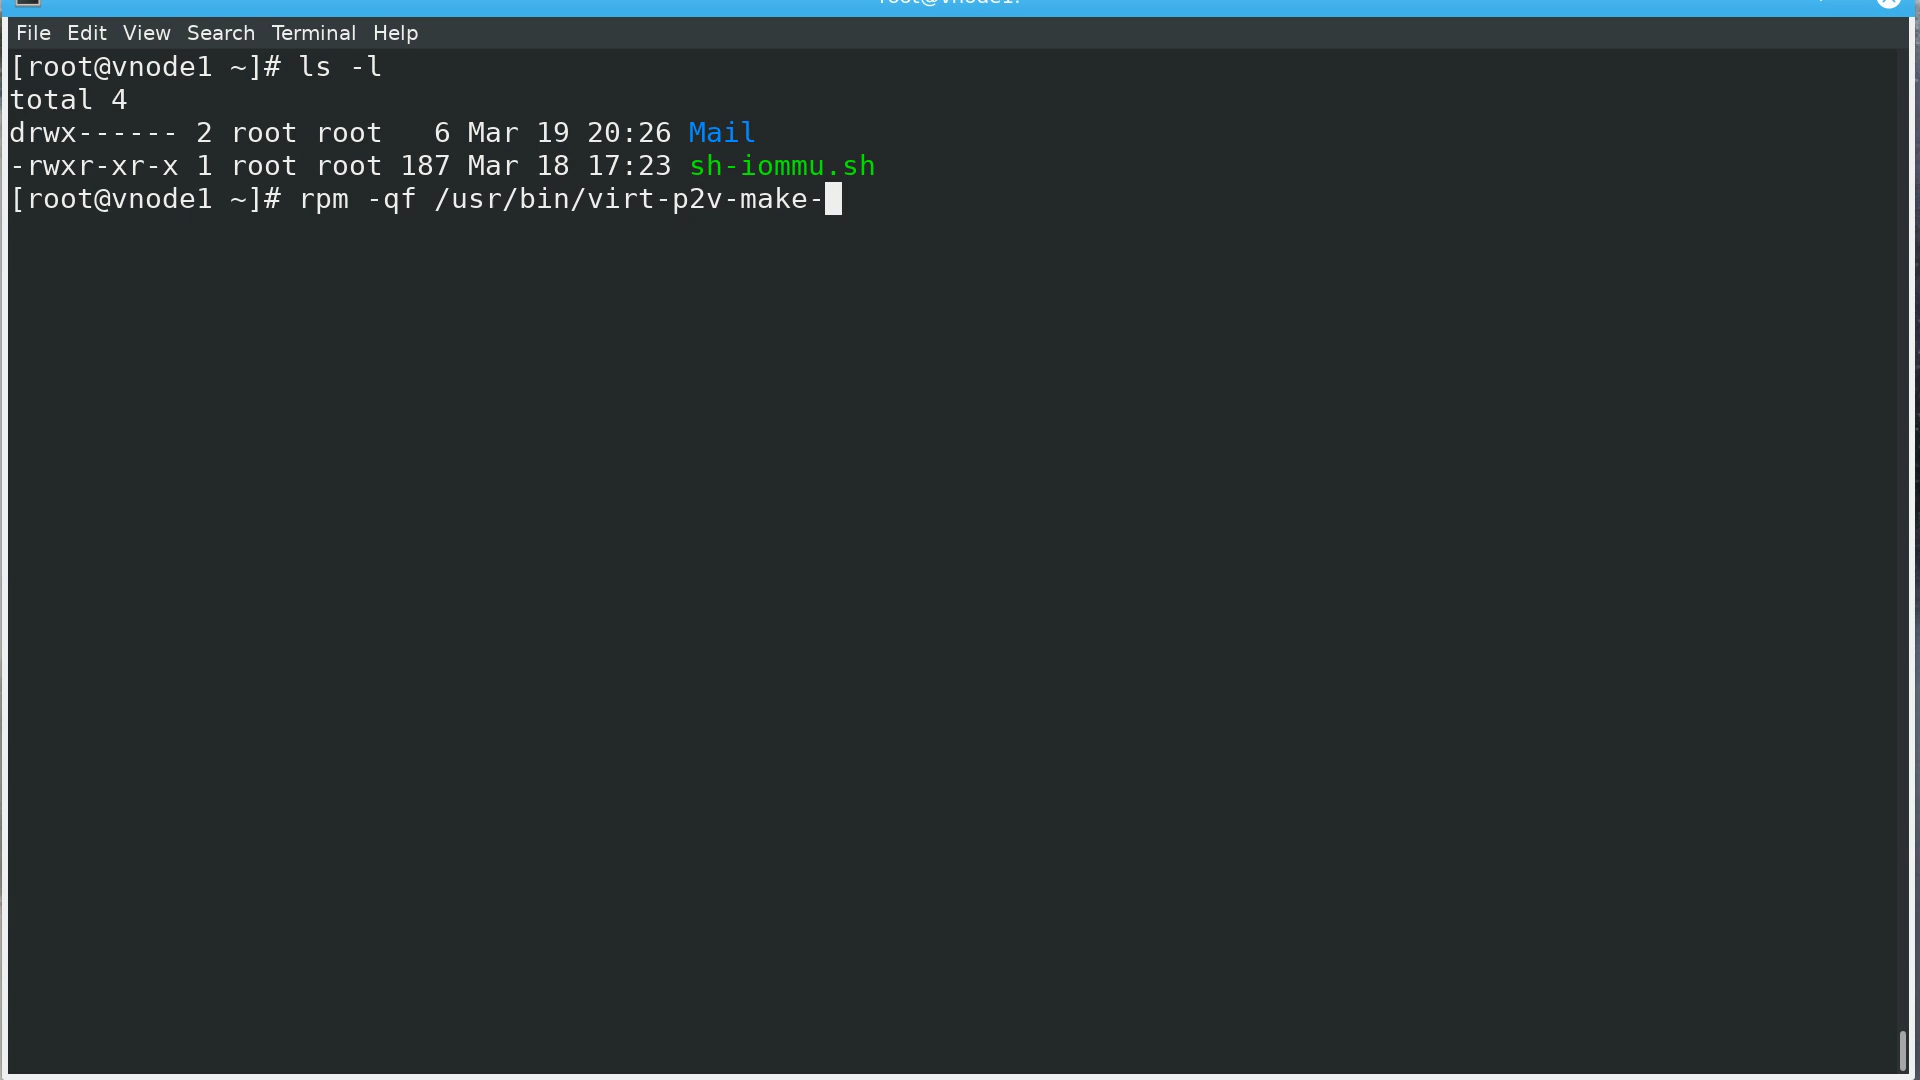 File Edit View Search Terminal Help
[root@vnode1 ~]# ls -l
total 4
drwx------ 2 root root   6 Mar 19 20:26 Mail
-rwxr-xr-x 1 root root 187 Mar 18 17:23 sh-iommu.sh
[root@vnode1 ~]# rpm -qf /usr/bin/virt-p2v-make-